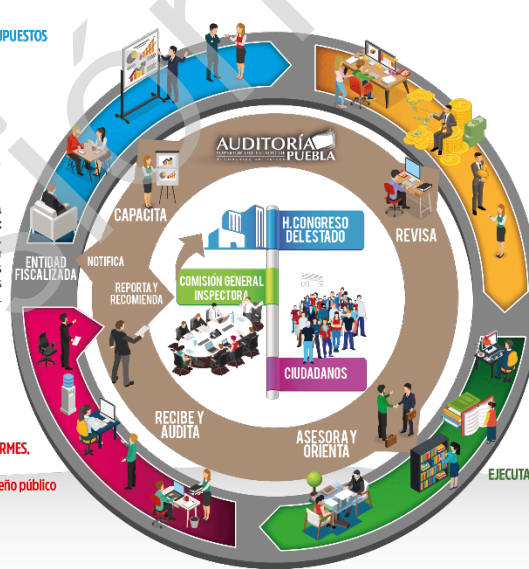 UPUESTOS
AUDITORÍA
PUEBLA
CAPACITA
REVISA
H.CONGRESO
DEL ESTADO
ENTIDAD
FISCALIZADA
NOTIFICA
REPORTA Y
RECOMIENDA
COMISIÓN GENERAL
INSPECTORA
CIUDADANOS
RECIBE Y
AUDITA
ASESORA Y
ORIENTA
RMES,
eño público
EJECUTA